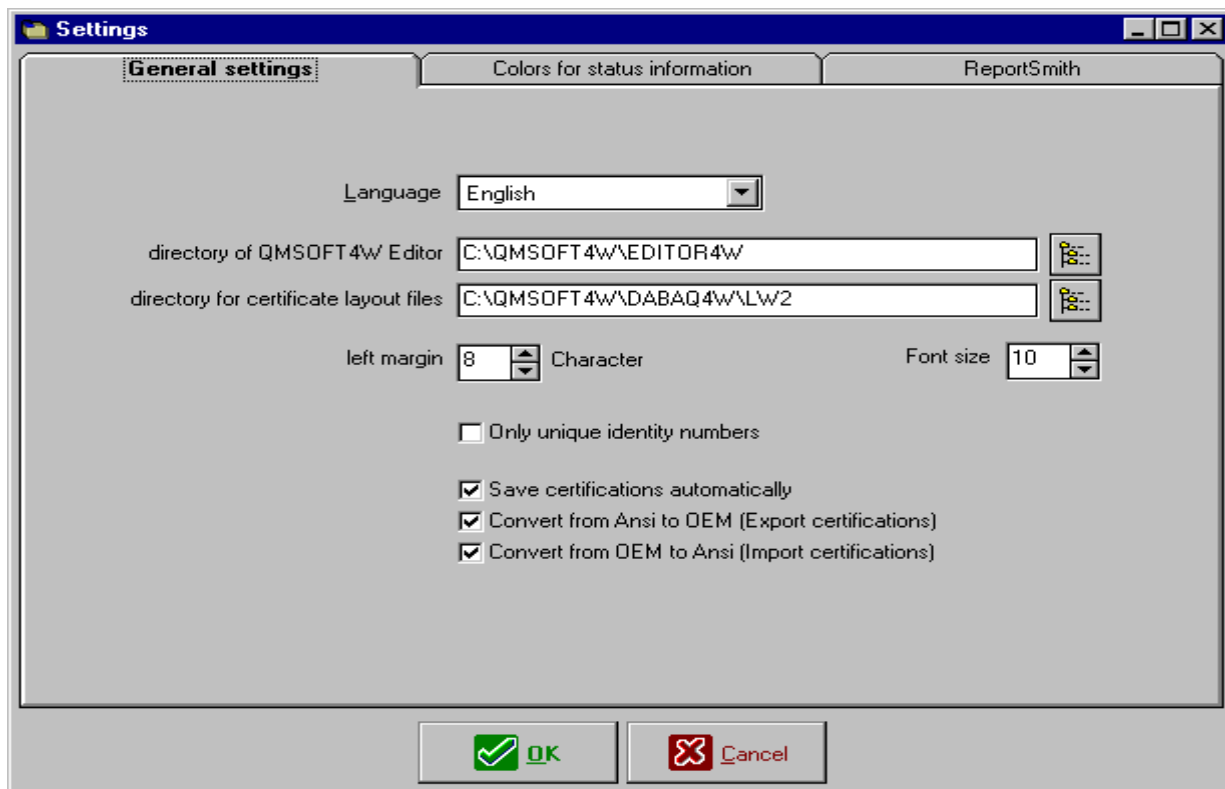 Settings
General settings
Colors for status information
ReportSmith
Language English
directory of QMSOFT4W Editor C:\QMSOFT4W\EDITOR4W
directory for certificate layout files C:\QMSOFT4W\DABAQ4W\LW2
left margin 8 Character Font size 10
Only unique identity numbers
Save certifications automatically
Convert from Ansi to OEM (Export certifications)
Convert from OEM to Ansi (Import certifications)
OK Cancel